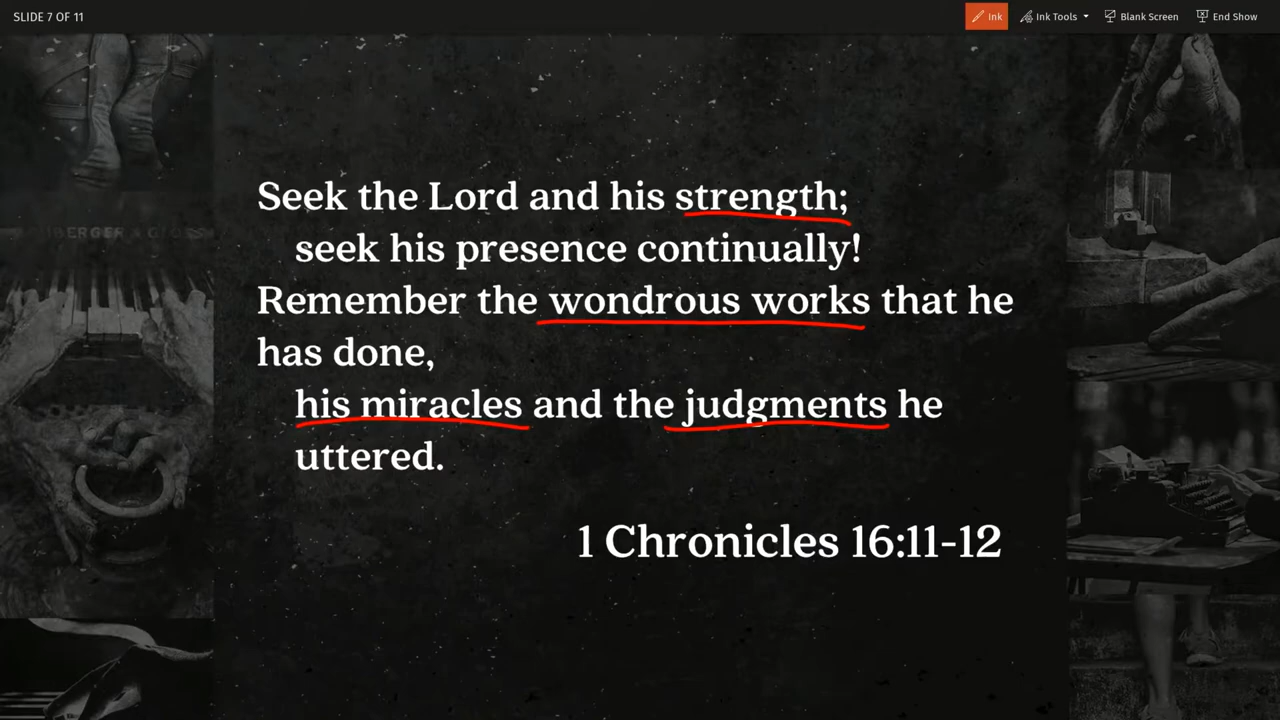 SLIDE 7 OF 11
Ink
Ink Tools
Blank Screen
End Show
Seek the Lord and his strength;
seek his presence continually!
Remember the wondrous works that he
has done,
his miracles and the judgments he
uttered.
1 Chronicles 16:11-12